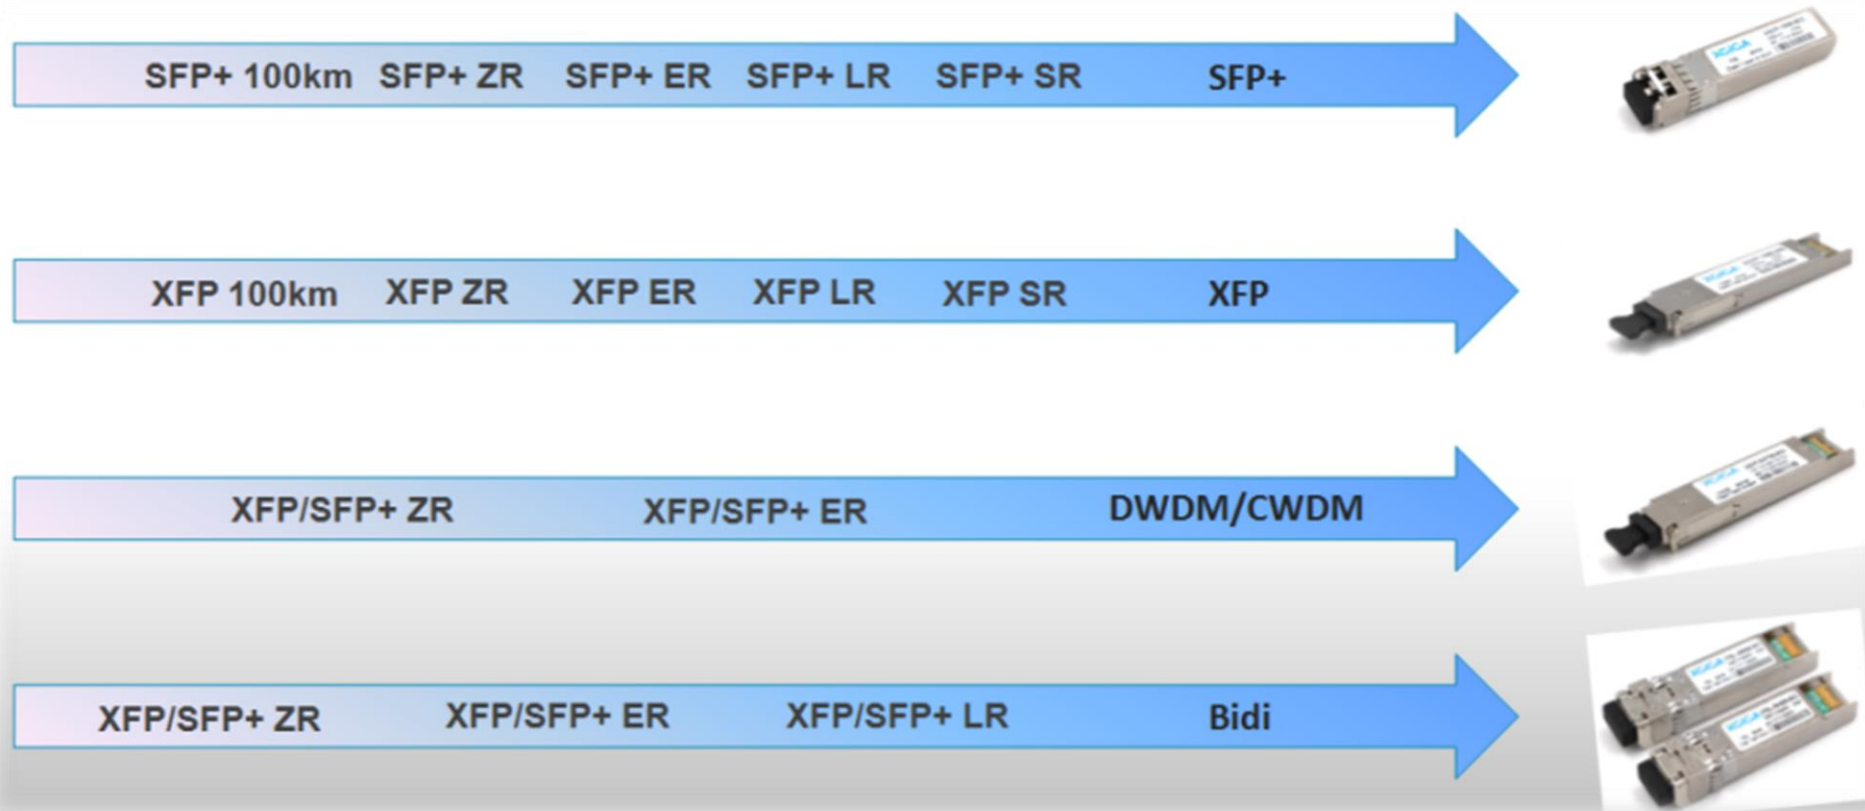 SFP+ 100km SFP+ ZR SFP+ ER SFP+ LR SFP+ SR SFP+
XFP 100km XFP ZR XFP ER XFP LR XFP SR XFP
XFP/SFP+ ZR XFP/SFP+ ER DWDM/CWDM
XFP/SFP+ ZR XFP/SFP+ ER XFP/SFP+ LR Bidi